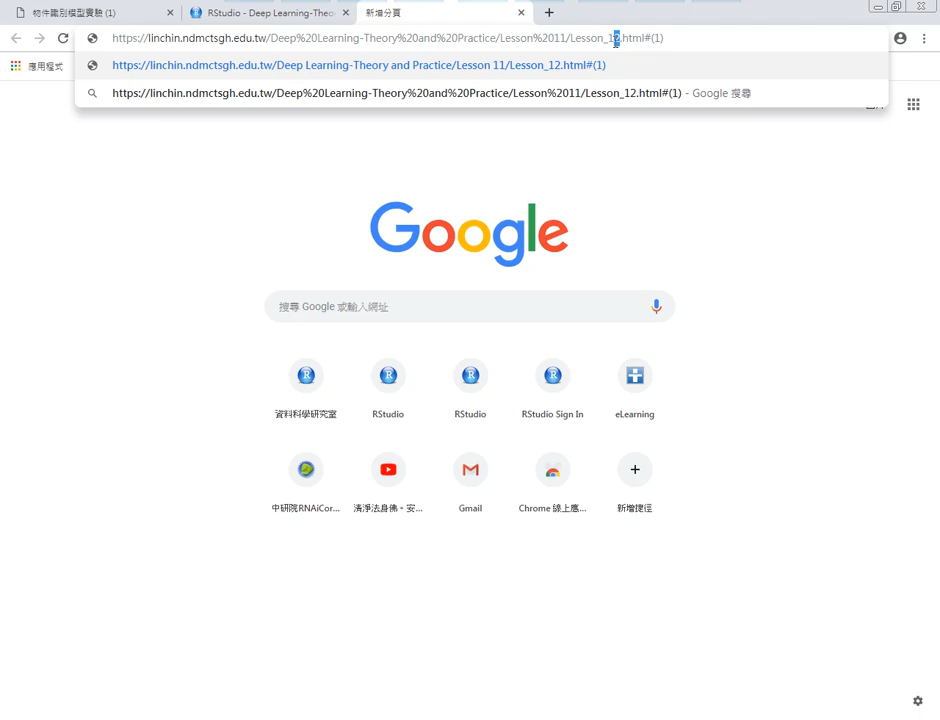 物件識別模型實驗 (1)
RStudio - Deep Learning-Theo
新增分頁
https://linchin.ndmctsgh.edu.tw/Deep%20Learning-Theory%20and%20Practice/Lesson%2011/Lesson_12.html#(1)
應用程式
https://linchin.ndmctsgh.edu.tw/Deep Learning-Theory and Practice/Lesson 11/Lesson_12.html#(1)
https://linchin.ndmctsgh.edu.tw/Deep%20Learning-Theory%20and%20Practice/Lesson%2011/Lesson_12.html#(1) - Google 搜尋
Google
搜尋 Google 或輸入網址
資料科學研究室
RStudio
RStudio
RStudio Sign In
eLearning
中研院RNAiCor...
清淨法身佛。安...
Gmail
Chrome 線上應...
新增捷徑